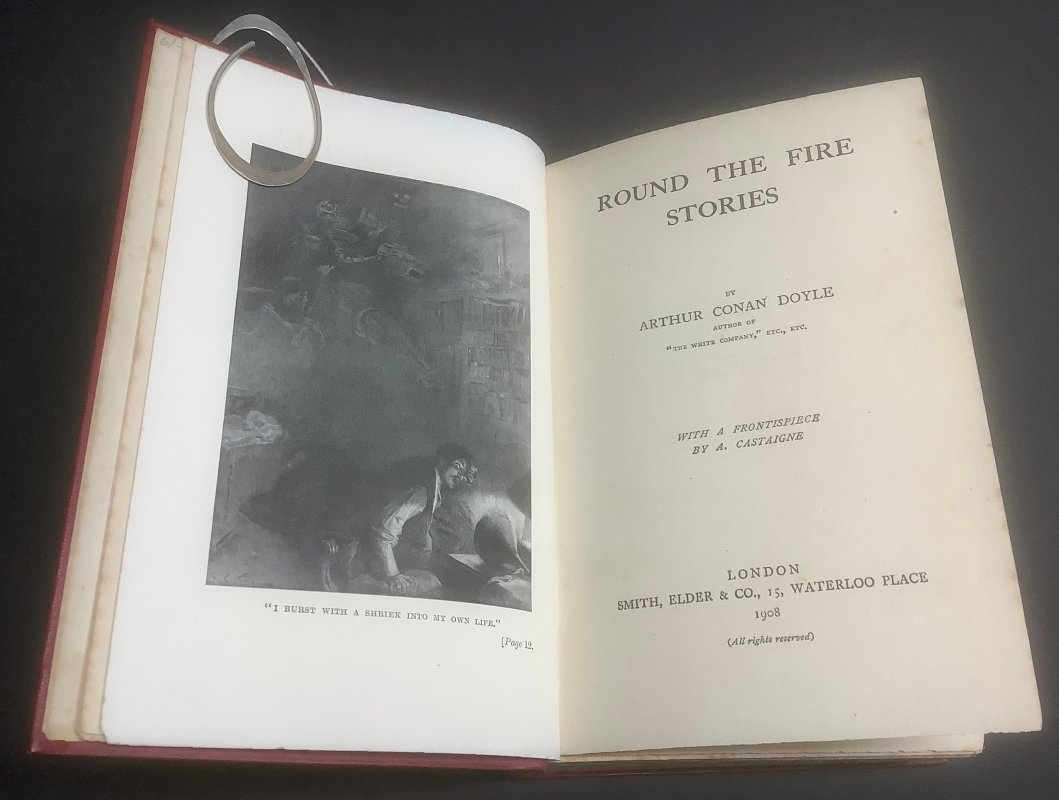 6/-
"I BURST WITH A SHRIEK INTO MY OWN LIFE."
[Page 12.
ROUND THE FIRE
STORIES
BY
ARTHUR CONAN DOYLE
AUTHOR OF
"THE WHITE COMPANY," ETC., ETC.
WITH A FRONTISPIECE
BY A. CASTAIGNE
LONDON
SMITH, ELDER & CO., 15, WATERLOO PLACE
1908
(All rights reserved)